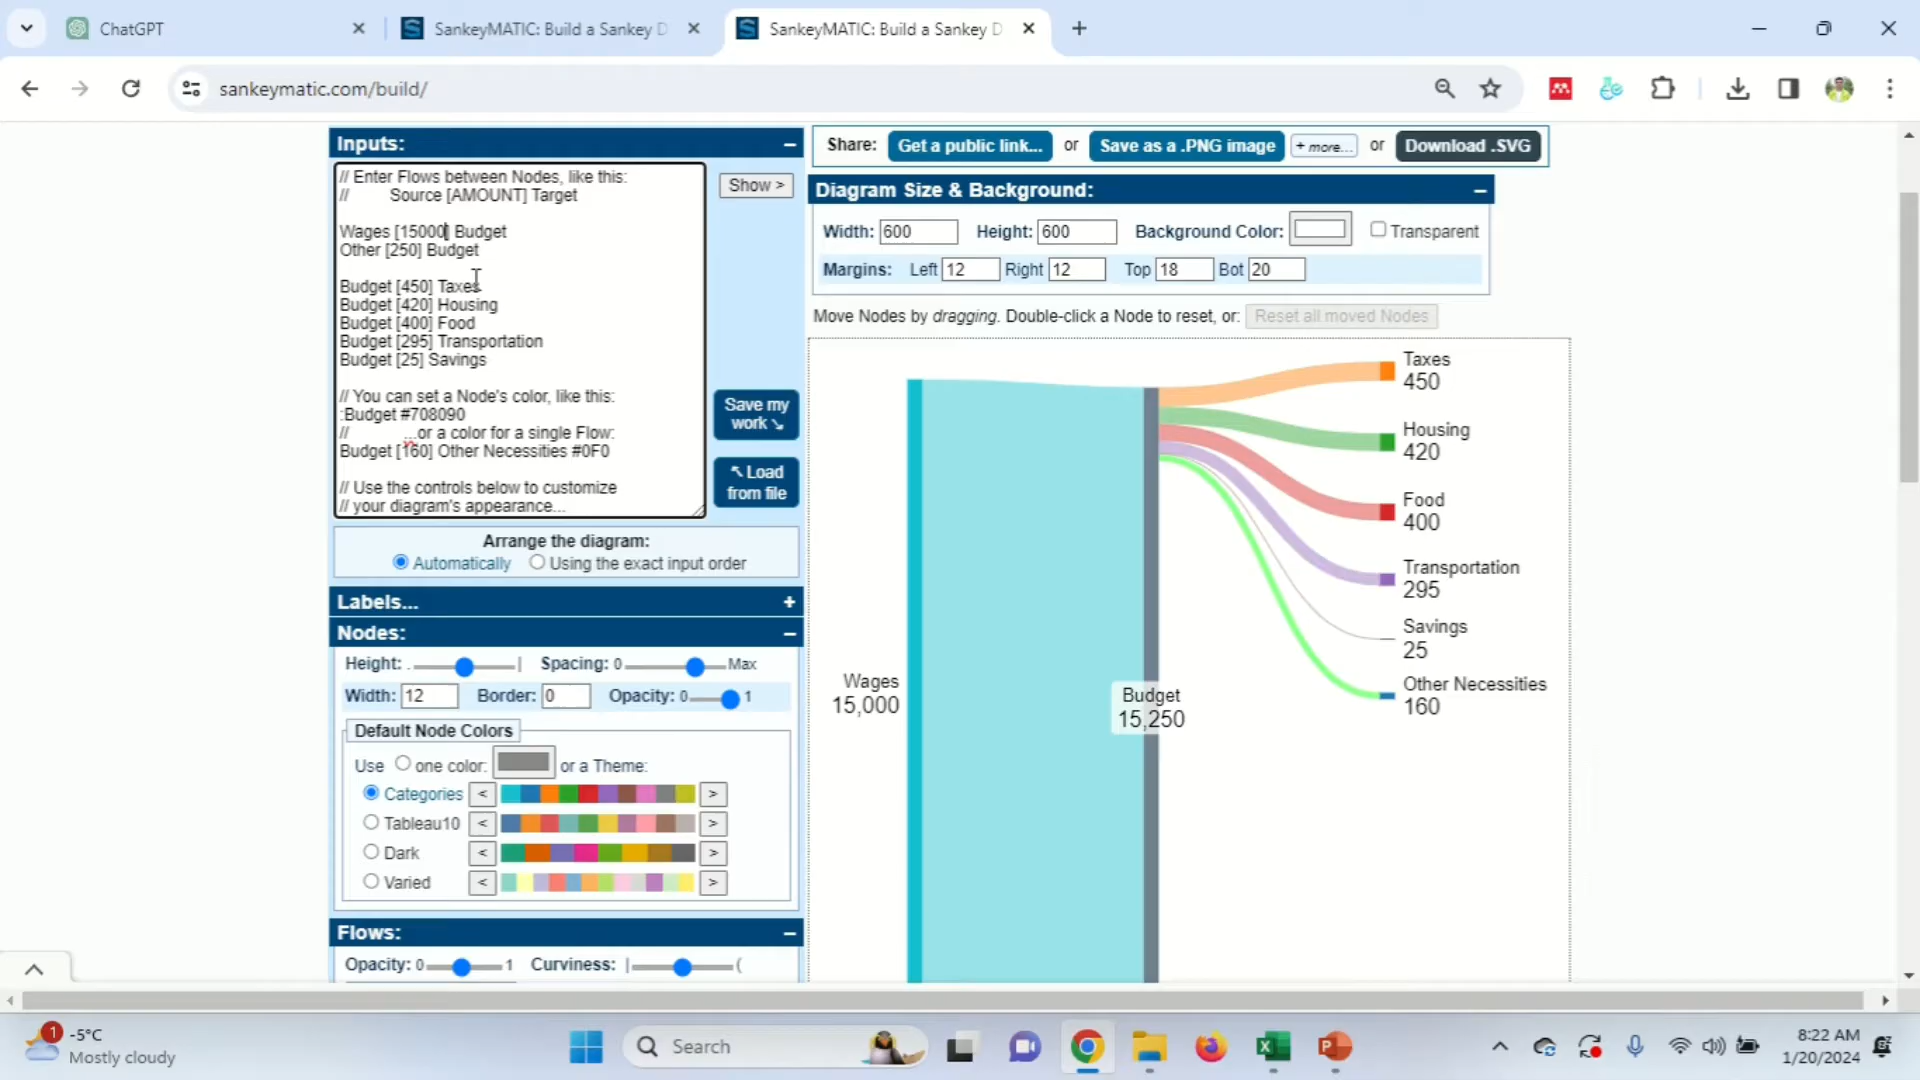 ChatGPT
SankeyMATIC: Build a Sankey D
SankeyMATIC: Build a Sankey D
sankeymatic.com/build/
Inputs:
// Enter Flows between Nodes, like this:
// Source [AMOUNT] Target
Wages [15000] Budget
Other [250] Budget
Budget [450] Taxes
Budget [420] Housing
Budget [400] Food
Budget [295] Transportation
Budget [25] Savings
// You can set a Node's color, like this:
:Budget #708090
// ...or a color for a single Flow:
Budget [160] Other Necessities #0F0
// Use the controls below to customize
// your diagram's appearance...
Show >
Save my
work ↘
↖ Load
from file
Arrange the diagram:
Automatically Using the exact input order
Labels... +
Nodes:
Height: Spacing: 0 Max
Width: 12 Border: 0 Opacity: 0 1
Default Node Colors
Use one color: or a Theme:
Categories < >
Tableau10 < >
Dark < >
Varied < >
Flows:
Opacity: 0 1 Curviness: | (
Share: Get a public link... or Save as a .PNG image + more... or Download .SVG
Diagram Size & Background:
Width: 600 Height: 600 Background Color: Transparent
Margins: Left 12 Right 12 Top 18 Bot 20
Move Nodes by dragging. Double-click a Node to reset, or: Reset all moved Nodes
Taxes
450
Housing
420
Food
400
Transportation
295
Savings
25
Other Necessities
160
Wages
15,000
Budget
15,250
1
-5°C
Mostly cloudy
Search
8:22 AM
1/20/2024